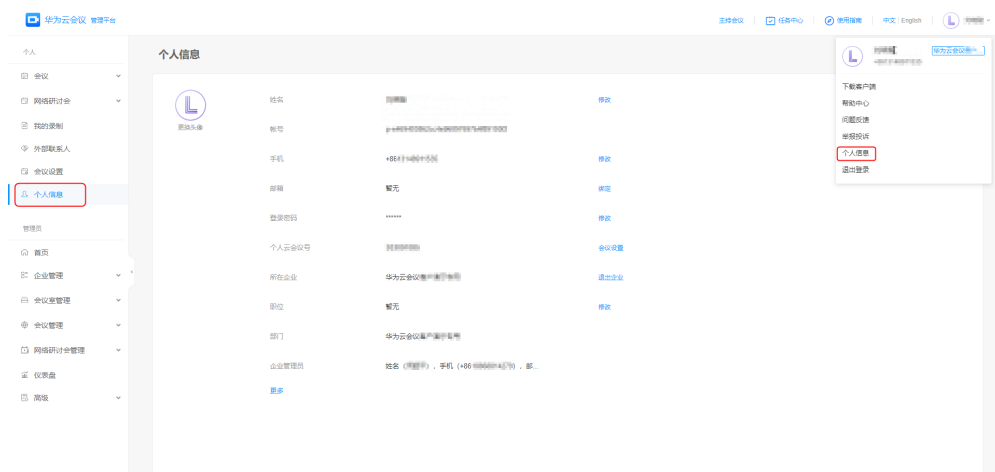 华为云会议 管理平台
主持会议 任务中心 使用指南 中文 English L
个人
会议
网络研讨会
我的录制
外部联系人
会议设置
个人信息
管理员
首页
企业管理
会议室管理
会议管理
网络研讨会管理
仪表盘
高级
个人信息
L
更换头像
姓名 修改
帐号
手机 +86 修改
邮箱 暂无 绑定
登录密码 ****** 修改
个人云会议号 会议设置
所在企业 华为云会议 退出企业
职位 暂无 修改
部门 华为云会议
企业管理员 姓名（ ），手机（+86 ），邮...
更多
L 华为云会议
下载客户端
帮助中心
问题反馈
举报投诉
个人信息
退出登录